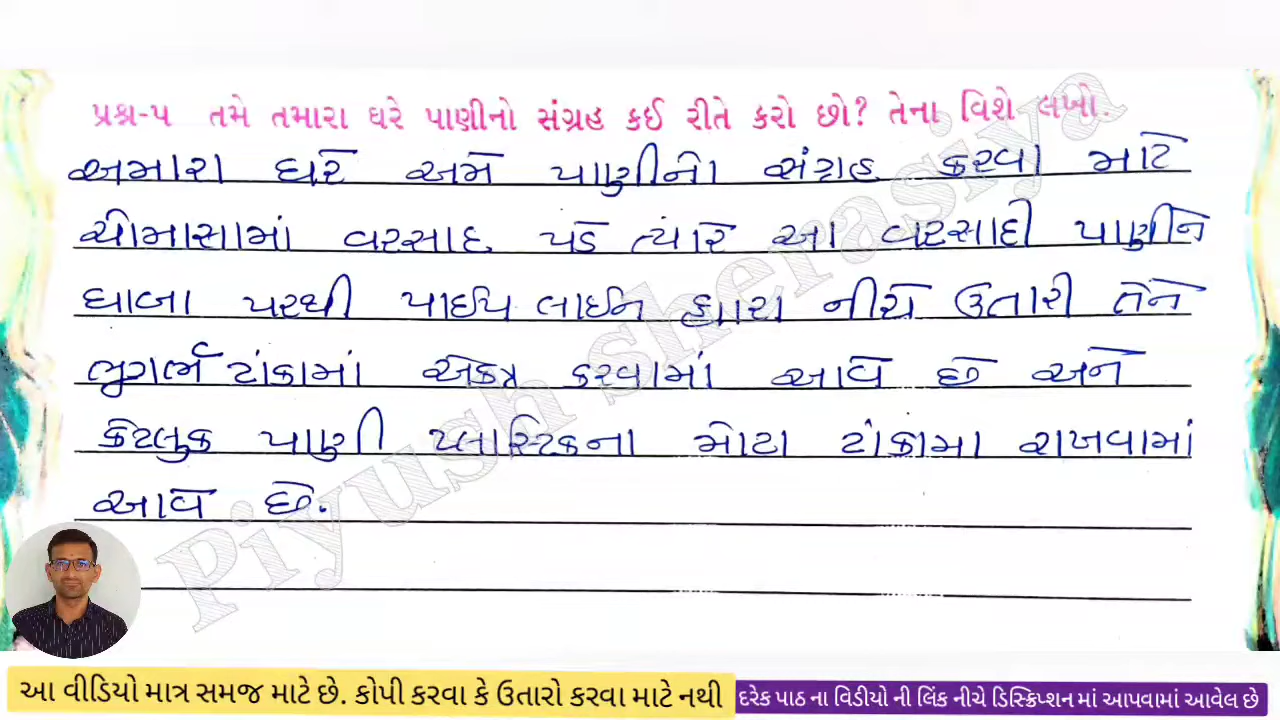 પ્રશ્ન-૫ તમે તમારા ઘરે પાણીનો સંગ્રહ કઈ રીતે કરો છો? તેના વિશે લખો.
અમારા ઘરે અમે પાણીનો સંગ્રહ કરવા માટે
ચોમાસામાં વરસાદ પડે ત્યારે આ વરસાદી પાણીને
ધાબા પરથી પાઈપ લાઈન દ્વારા નીચે ઉતારી તેને
ભુગર્ભ ટાંકામાં એકત્ર કરવામાં આવે છે અને
કેટલુક પાણી પ્લાસ્ટિકના મોટા ટાંકામા રાખવામાં
આવે છે.
Piyush sherasiya
આ વીડિયો માત્ર સમજ માટે છે. કોપી કરવા કે ઉતારો કરવા માટે નથી
દરેક પાઠ ના વિડીયો ની લિંક નીચે ડિસ્ક્રિપ્શન માં આપવામાં આવેલ છે